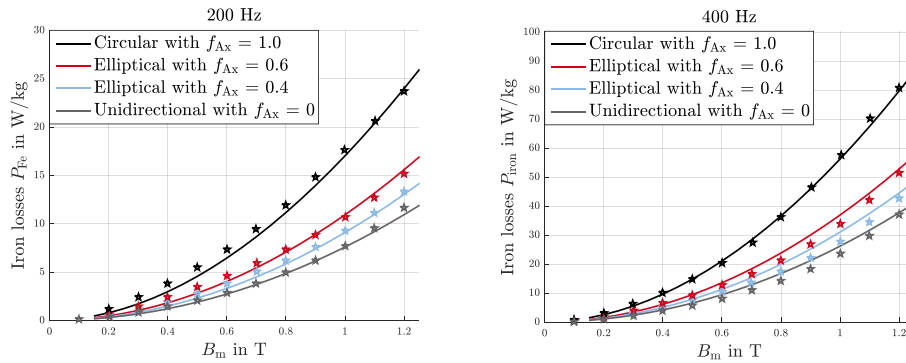 200 Hz
Iron losses P_Fe in W/kg
30
25
20
15
10
5
0
Circular with f_Ax = 1.0
Elliptical with f_Ax = 0.6
Elliptical with f_Ax = 0.4
Unidirectional with f_Ax = 0
0 0.2 0.4 0.6 0.8 1 1.2
B_m in T
400 Hz
Iron losses P_iron in W/kg
100
90
80
70
60
50
40
30
20
10
0
Circular with f_Ax = 1.0
Elliptical with f_Ax = 0.6
Elliptical with f_Ax = 0.4
Unidirectional with f_Ax = 0
0 0.2 0.4 0.6 0.8 1 1.2
B_m in T